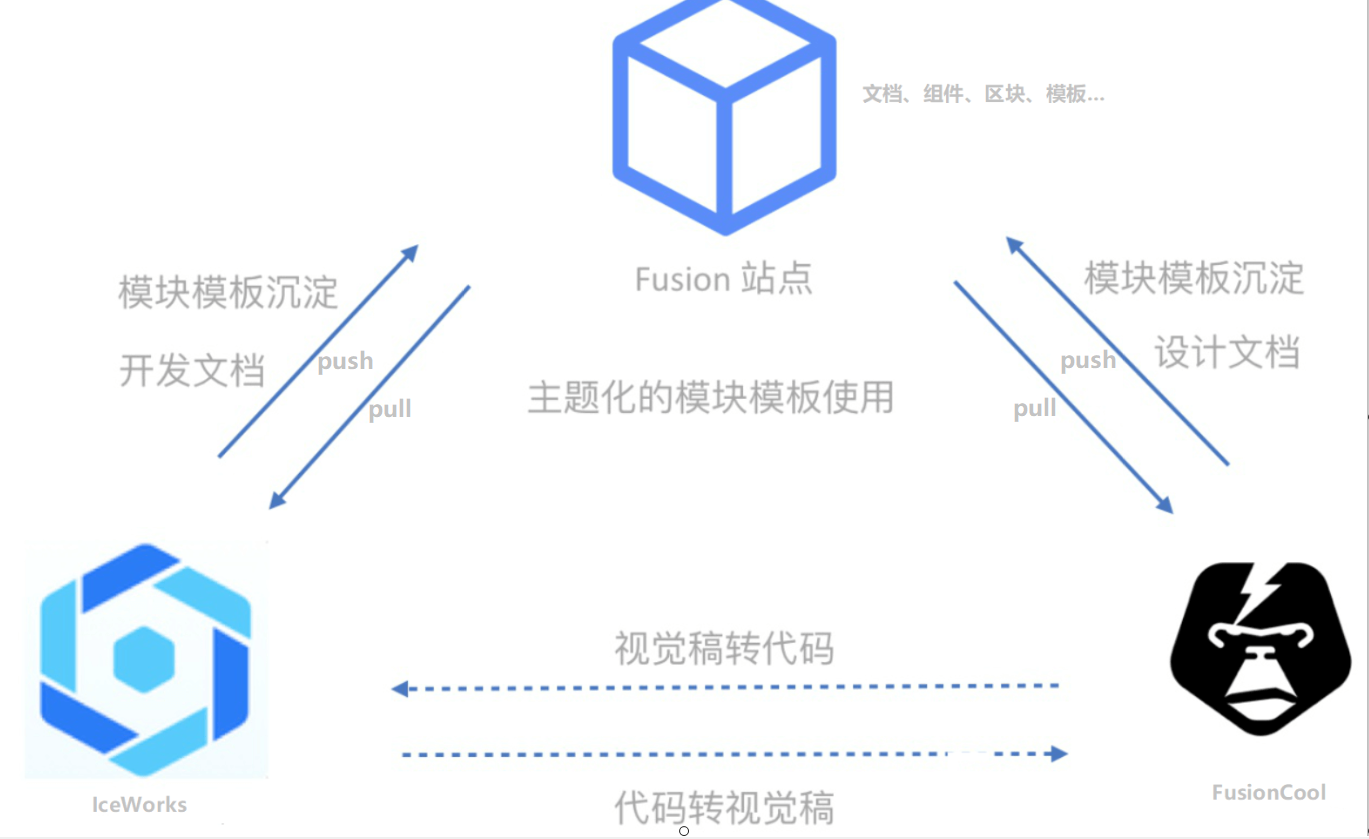 文档、组件、区块、模板...
Fusion 站点
模块模板沉淀
开发文档
push
pull
主题化的模块模板使用
模块模板沉淀
设计文档
push
pull
视觉稿转代码
代码转视觉稿
IceWorks
FusionCool